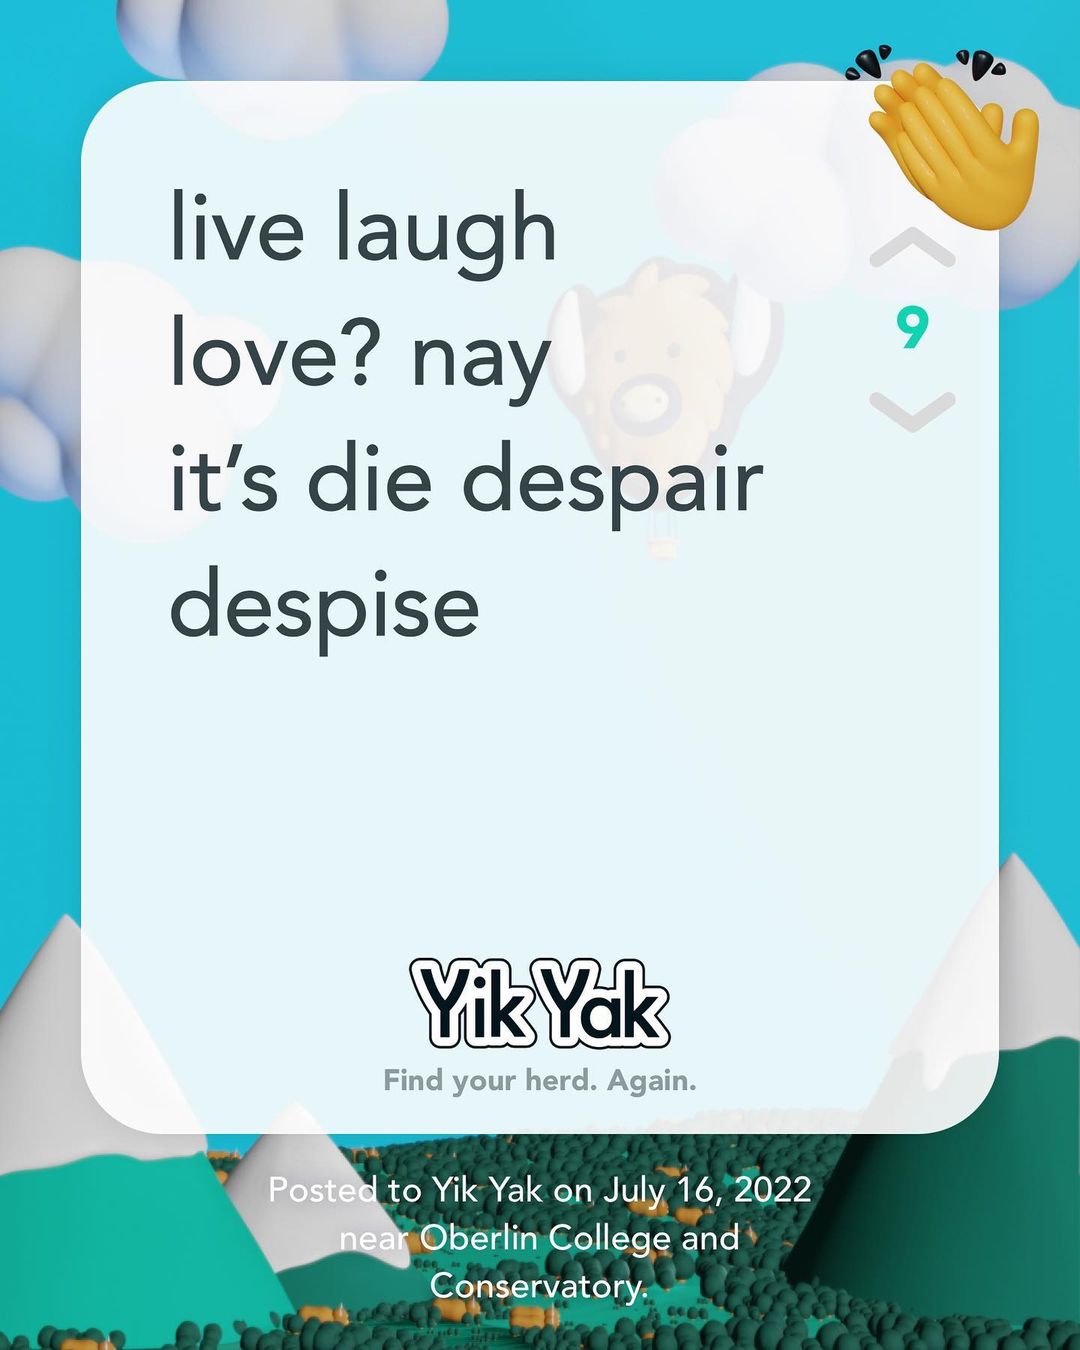 live laugh
love? nay
it’s die despair
despise
9
Yik Yak
Find your herd. Again.
Posted to Yik Yak on July 16, 2022
near Oberlin College and
Conservatory.